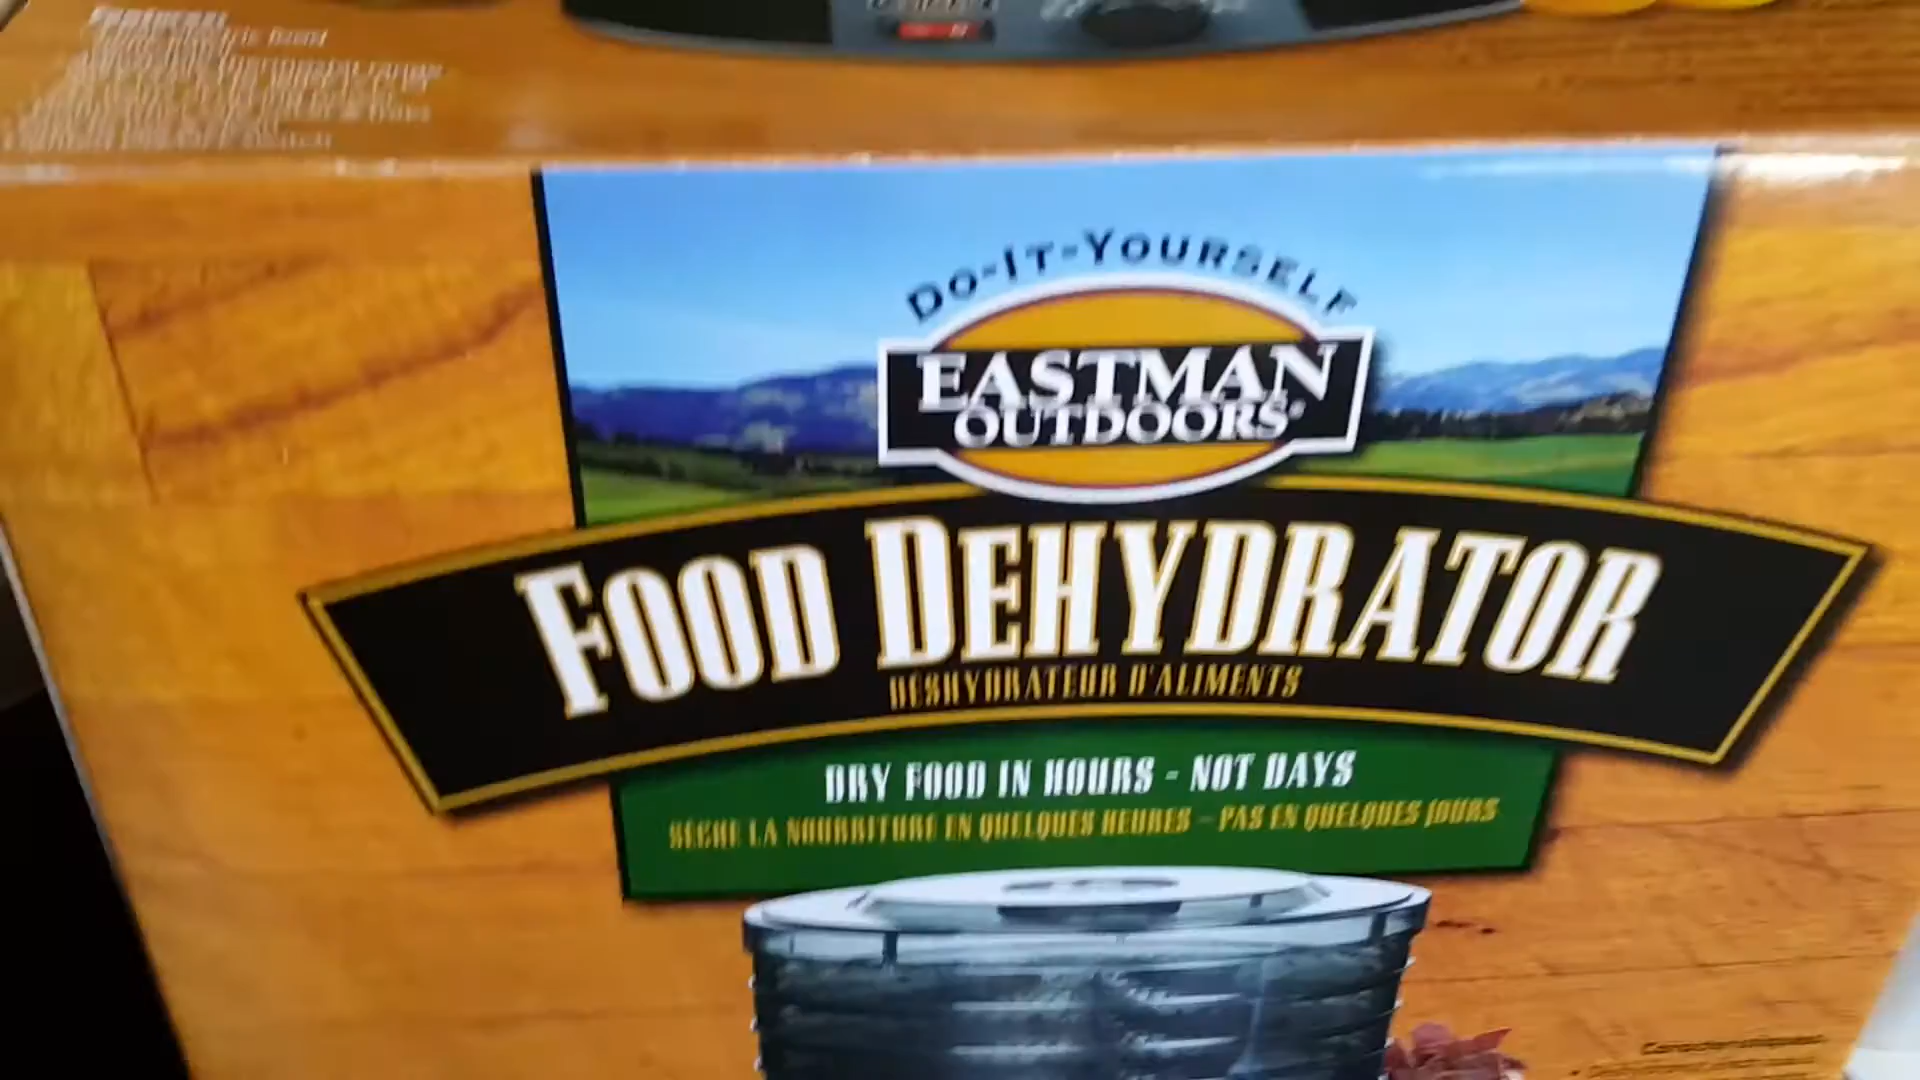 Do-It-Yourself
EASTMAN
OUTDOORS
FOOD DEHYDRATOR
DÉSHYDRATEUR D'ALIMENTS
DRY FOOD IN HOURS - NOT DAYS
SÈCHE LA NOURRITURE EN QUELQUES HEURES - PAS EN QUELQUES JOURS